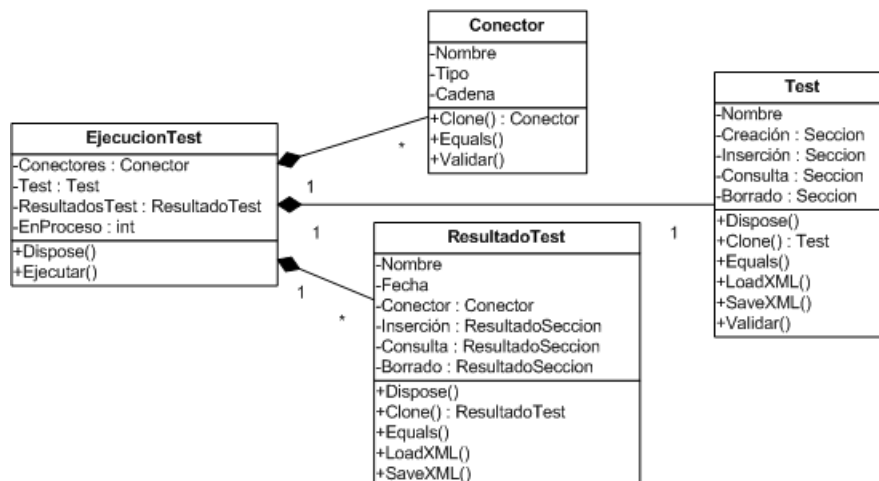 Conector
-Nombre
-Tipo
-Cadena
+Clone() : Conector
+Equals()
+Validar()
EjecucionTest
-Conectores : Conector
-Test : Test
-ResultadosTest : ResultadoTest
-EnProceso : int
+Dispose()
+Ejecutar()
*
1
1
1
1
*
Test
-Nombre
-Creación : Seccion
-Inserción : Seccion
-Consulta : Seccion
-Borrado : Seccion
+Dispose()
+Clone() : Test
+Equals()
+LoadXML()
+SaveXML()
+Validar()
ResultadoTest
-Nombre
-Fecha
-Conector : Conector
-Inserción : ResultadoSeccion
-Consulta : ResultadoSeccion
-Borrado : ResultadoSeccion
+Dispose()
+Clone() : ResultadoTest
+Equals()
+LoadXML()
+SaveXML()